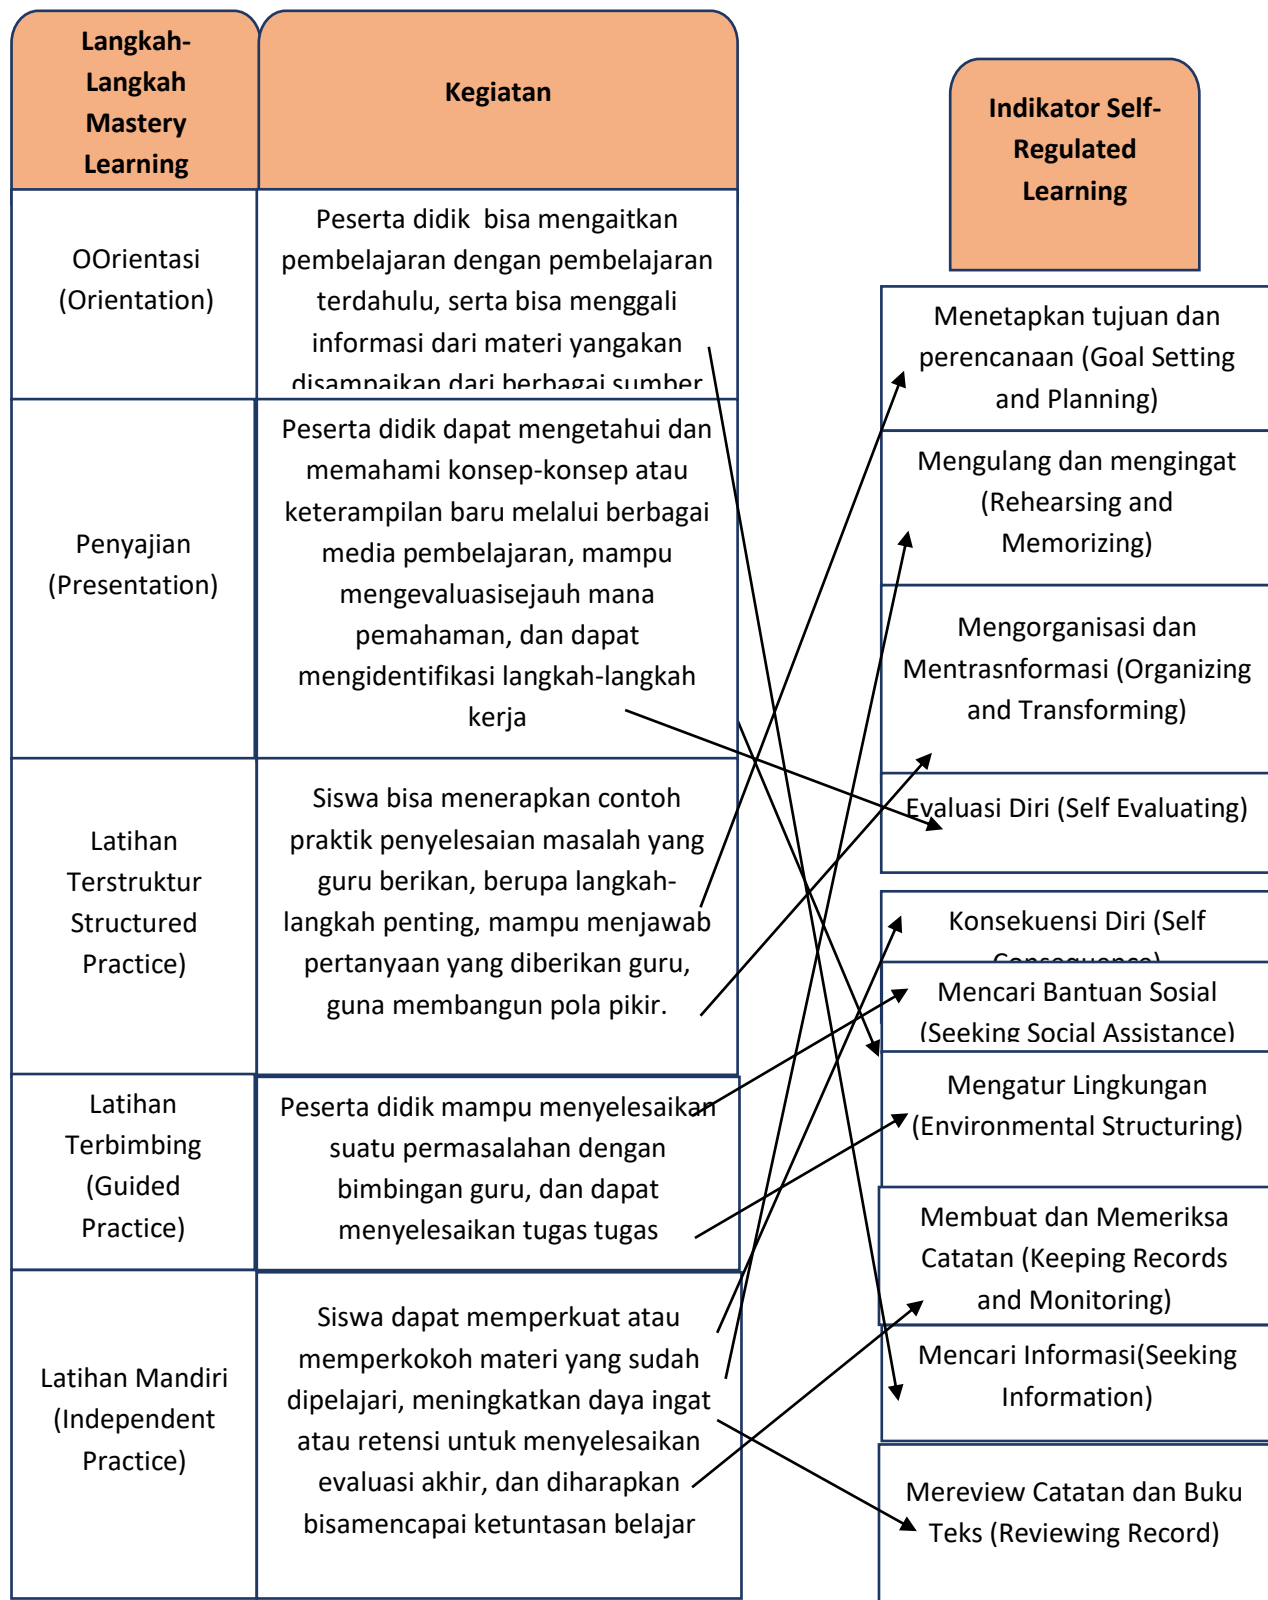 Langkah-
Langkah
Mastery
Learning
Kegiatan
OOrientasi
(Orientation)
Peserta didik bisa mengaitkan
pembelajaran dengan pembelajaran
terdahulu, serta bisa menggali
informasi dari materi yangakan
disampaikan dari berbagai sumber
Penyajian
(Presentation)
Peserta didik dapat mengetahui dan
memahami konsep-konsep atau
keterampilan baru melalui berbagai
media pembelajaran, mampu
mengevaluasisejauh mana
pemahaman, dan dapat
mengidentifikasi langkah-langkah
kerja
Latihan
Terstruktur
Structured
Practice)
Siswa bisa menerapkan contoh
praktik penyelesaian masalah yang
guru berikan, berupa langkah-
langkah penting, mampu menjawab
pertanyaan yang diberikan guru,
guna membangun pola pikir.
Latihan
Terbimbing
(Guided
Practice)
Peserta didik mampu menyelesaikan
suatu permasalahan dengan
bimbingan guru, dan dapat
menyelesaikan tugas tugas
Latihan Mandiri
(Independent
Practice)
Siswa dapat memperkuat atau
memperkokoh materi yang sudah
dipelajari, meningkatkan daya ingat
atau retensi untuk menyelesaikan
evaluasi akhir, dan diharapkan
bisamencapai ketuntasan belajar
Indikator Self-
Regulated
Learning
Menetapkan tujuan dan
perencanaan (Goal Setting
and Planning)
Mengulang dan mengingat
(Rehearsing and
Memorizing)
Mengorganisasi dan
Mentrasnformasi (Organizing
and Transforming)
Evaluasi Diri (Self Evaluating)
Konsekuensi Diri (Self
Consequence)
Mencari Bantuan Sosial
(Seeking Social Assistance)
Mengatur Lingkungan
(Environmental Structuring)
Membuat dan Memeriksa
Catatan (Keeping Records
and Monitoring)
Mencari Informasi(Seeking
Information)
Mereview Catatan dan Buku
Teks (Reviewing Record)